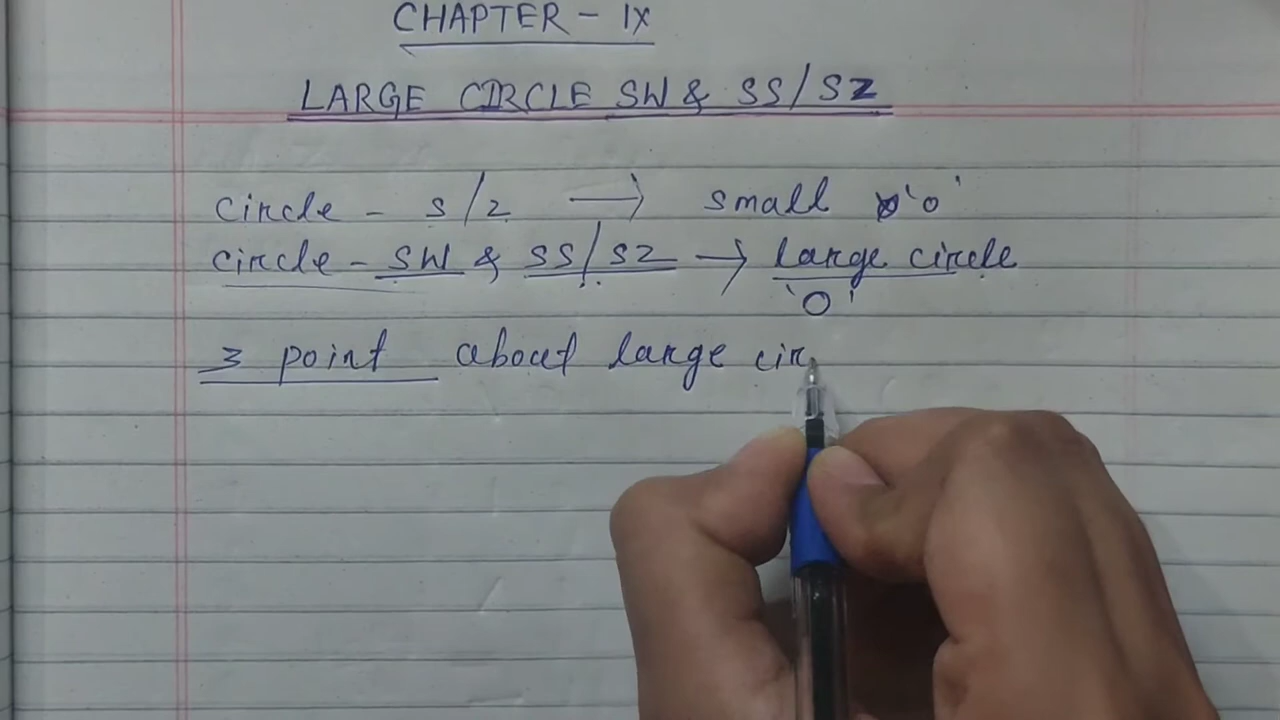 CHAPTER - IX
LARGE CIRCLE SW & SS/SZ
circle - s/z → small 'o'
circle - SW & SS/SZ → large circle
'O'
3 point about large cir